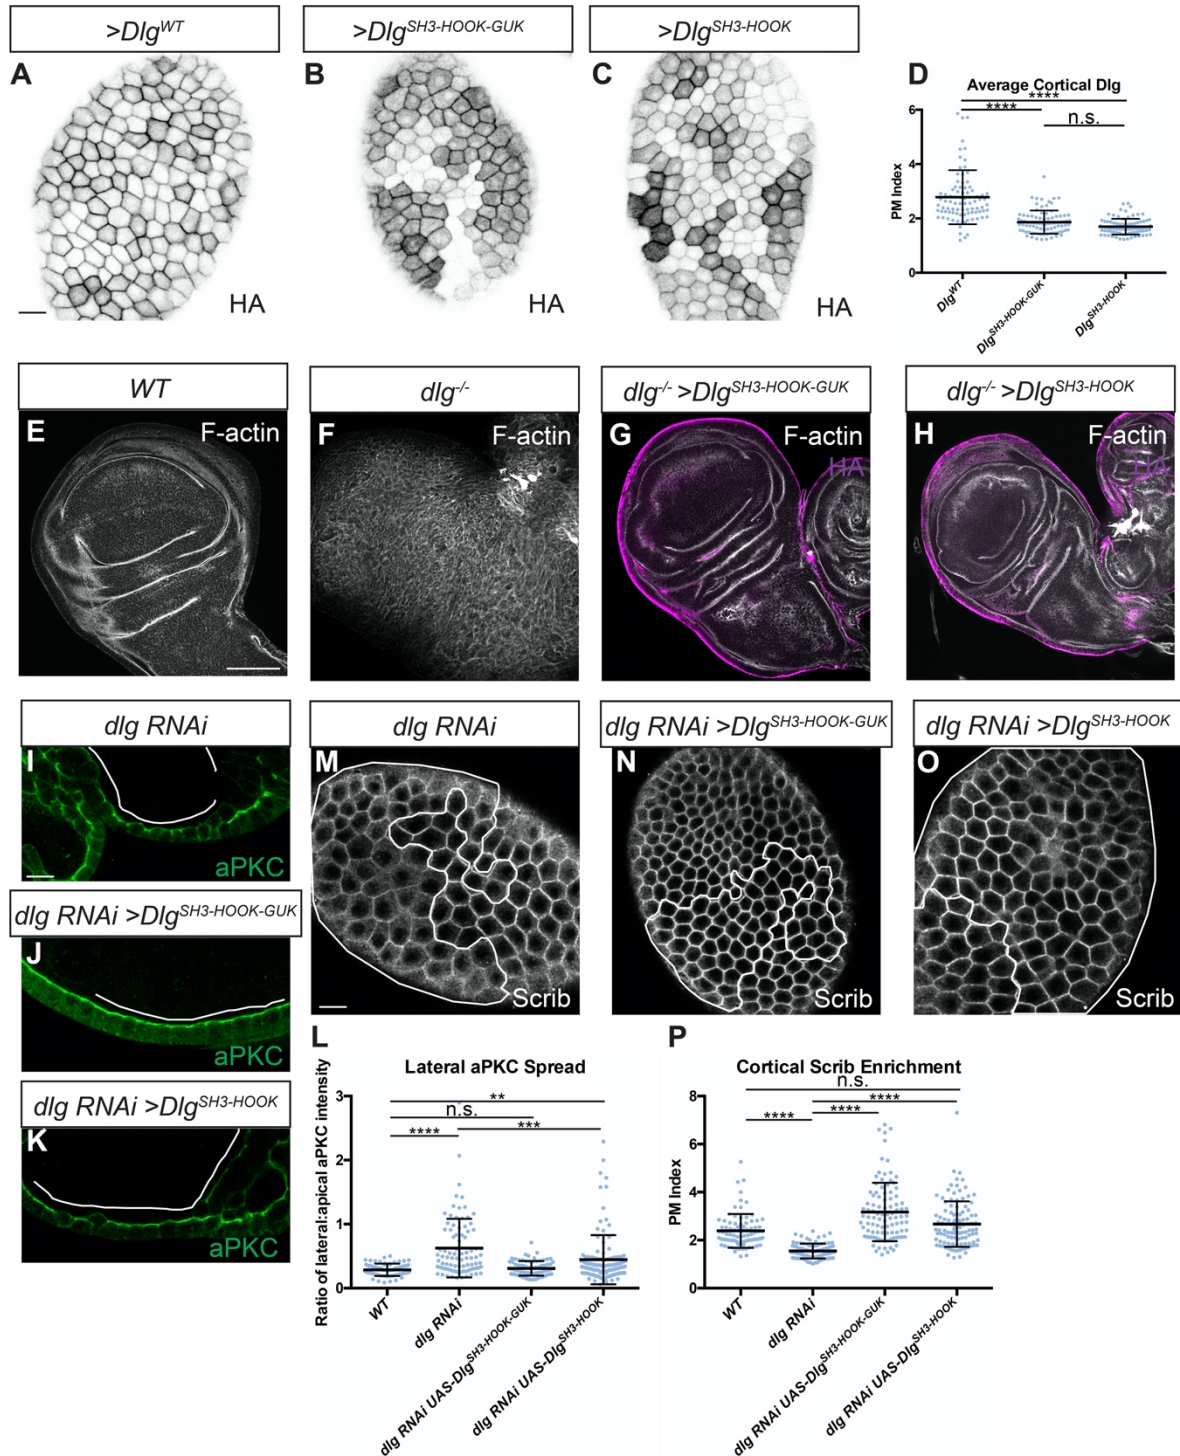 >Dlg^WT
>Dlg^SH3-HOOK-GUK
>Dlg^SH3-HOOK
A
HA
B
HA
C
HA
D
Average Cortical Dlg
****
****
n.s.
PM Index
6
4
2
0
Dlg^WT
Dlg^SH3-HOOK-GUK
Dlg^SH3-HOOK
WT
dlg^-/-
dlg^-/- >Dlg^SH3-HOOK-GUK
dlg^-/- >Dlg^SH3-HOOK
E
F-actin
F
F-actin
G
F-actin
HA
H
F-actin
HA
dlg RNAi
I
aPKC
dlg RNAi >Dlg^SH3-HOOK-GUK
J
aPKC
dlg RNAi >Dlg^SH3-HOOK
K
aPKC
dlg RNAi
dlg RNAi >Dlg^SH3-HOOK-GUK
dlg RNAi >Dlg^SH3-HOOK
M
Scrib
N
Scrib
O
Scrib
L
Lateral aPKC Spread
**
n.s.
****
***
Ratio of lateral:apical aPKC intensity
3
2
1
0
WT
dlg RNAi
dlg RNAi UAS-Dlg^SH3-HOOK-GUK
dlg RNAi UAS-Dlg^SH3-HOOK
P
Cortical Scrib Enrichment
n.s.
****
****
****
PM Index
8
6
4
2
0
WT
dlg RNAi
dlg RNAi UAS-Dlg^SH3-HOOK-GUK
dlg RNAi UAS-Dlg^SH3-HOOK